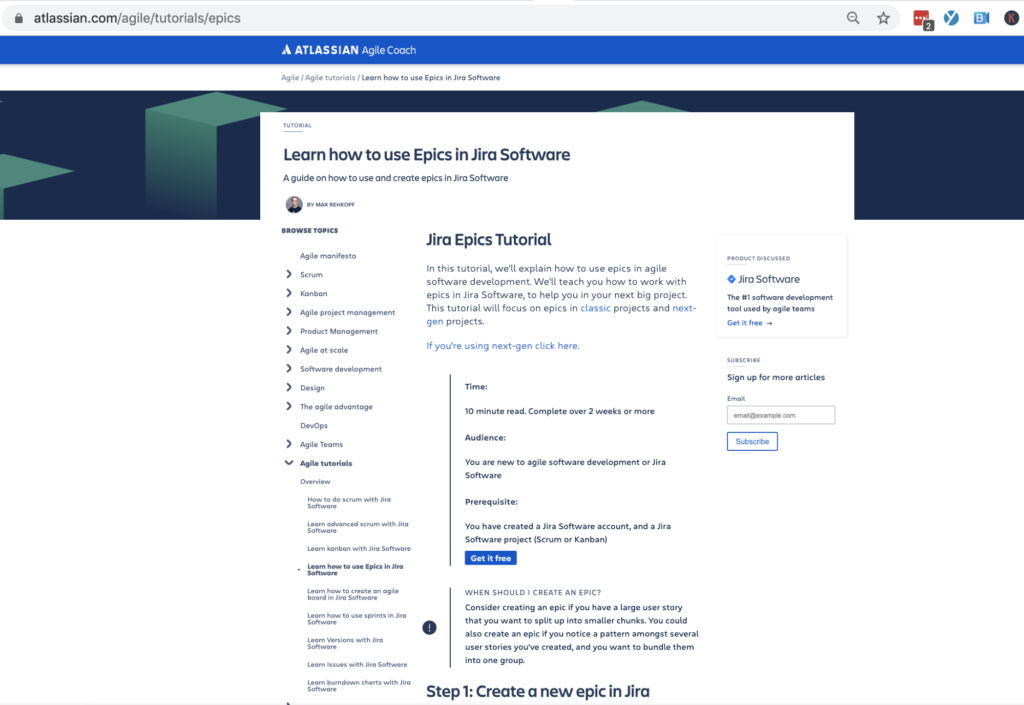 atlassian.com/agile/tutorials/epics
2
K
ATLASSIAN Agile Coach
Agile / Agile tutorials / Learn how to use Epics in Jira Software
TUTORIAL
Learn how to use Epics in Jira Software
A guide on how to use and create epics in Jira Software
BY MAX REHKOPF
BROWSE TOPICS
Agile manifesto
Scrum
Kanban
Agile project management
Product Management
Agile at scale
Software development
Design
The agile advantage
DevOps
Agile Teams
Agile tutorials
Overview
How to do scrum with Jira
Software
Learn advanced scrum with Jira
Software
Learn kanban with Jira Software
Learn how to use Epics in Jira
Software
Learn how to create an agile
board in Jira Software
Learn how to use sprints in Jira
Software
Learn Versions with Jira
Software
Learn Issues with Jira Software
Learn burndown charts with Jira
Software
Jira Epics Tutorial
In this tutorial, we'll explain how to use epics in agile
software development. We'll teach you how to work with
epics in Jira Software, to help you in your next big project.
This tutorial will focus on epics in classic projects and next-
gen projects.
If you're using next-gen click here.
Time:
10 minute read. Complete over 2 weeks or more
Audience:
You are new to agile software development or Jira
Software
Prerequisite:
You have created a Jira Software account, and a Jira
Software project (Scrum or Kanban)
Get it free
WHEN SHOULD I CREATE AN EPIC?
Consider creating an epic if you have a large user story
that you want to split up into smaller chunks. You could
also create an epic if you notice a pattern amongst several
user stories you've created, and you want to bundle them
into one group.
Step 1: Create a new epic in Jira
PRODUCT DISCUSSED
Jira Software
The #1 software development
tool used by agile teams
Get it free →
SUBSCRIBE
Sign up for more articles
Email
email@example.com
Subscribe